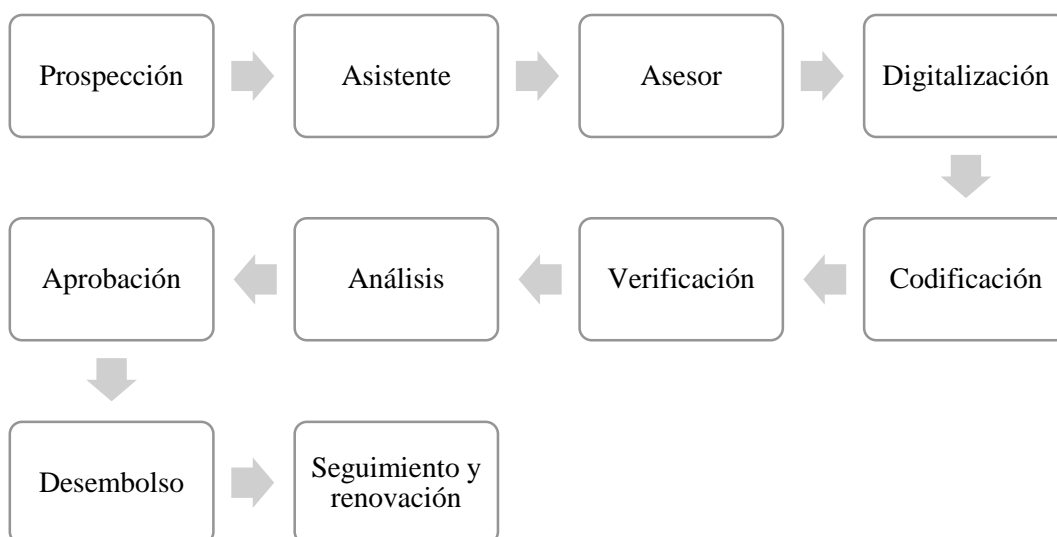 Prospección
Asistente
Asesor
Digitalización
Codificación
Verificación
Análisis
Aprobación
Desembolso
Seguimiento y
renovación